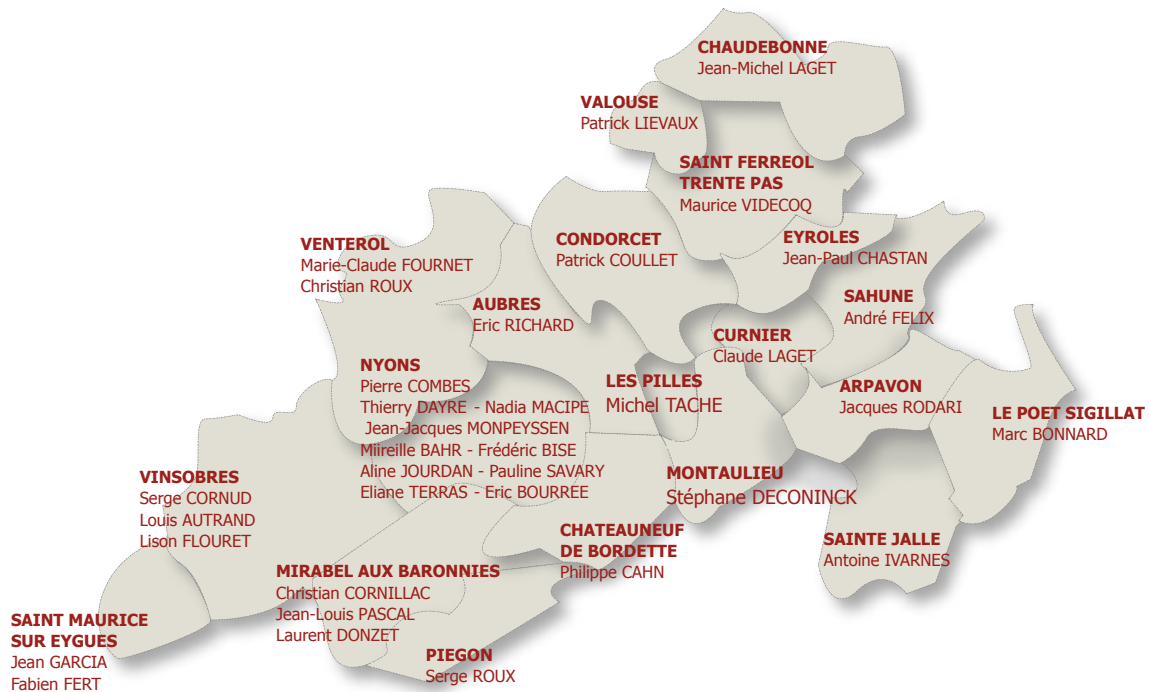 CHAUDEBONNE
Jean-Michel LAGET
VALOUSE
Patrick LIEVAUX
SAINT FERREOL
TRENTE PAS
Maurice VIDECOQ
VENTEROL
Marie-Claude FOURNET
Christian ROUX
CONDORCET
Patrick COULLET
EYROLES
Jean-Paul CHASTAN
AUBRES
Eric RICHARD
SAHUNE
André FELIX
CURNIER
Claude LAGET
NYONS
Pierre COMBES
Thierry DAYRE - Nadia MACIPE
Jean-Jacques MONPEYSSEN
Miireille BAHR - Frédéric BISE
Aline JOURDAN - Pauline SAVARY
Eliane TERRAS - Eric BOURREE
LES PILLES
Michel TACHE
ARPAVON
Jacques RODARI
LE POET SIGILLAT
Marc BONNARD
VINSOBRES
Serge CORNUD
Louis AUTRAND
Lison FLOURET
MONTAULIEU
Stéphane DECONINCK
CHATEAUNEUF
DE BORDETTE
Philippe CAHN
SAINTE JALLE
Antoine IVARNES
MIRABEL AUX BARONNIES
Christian CORNILLAC
Jean-Louis PASCAL
Laurent DONZET
SAINT MAURICE
SUR EYGUES
Jean GARCIA
Fabien FERT
PIEGON
Serge ROUX